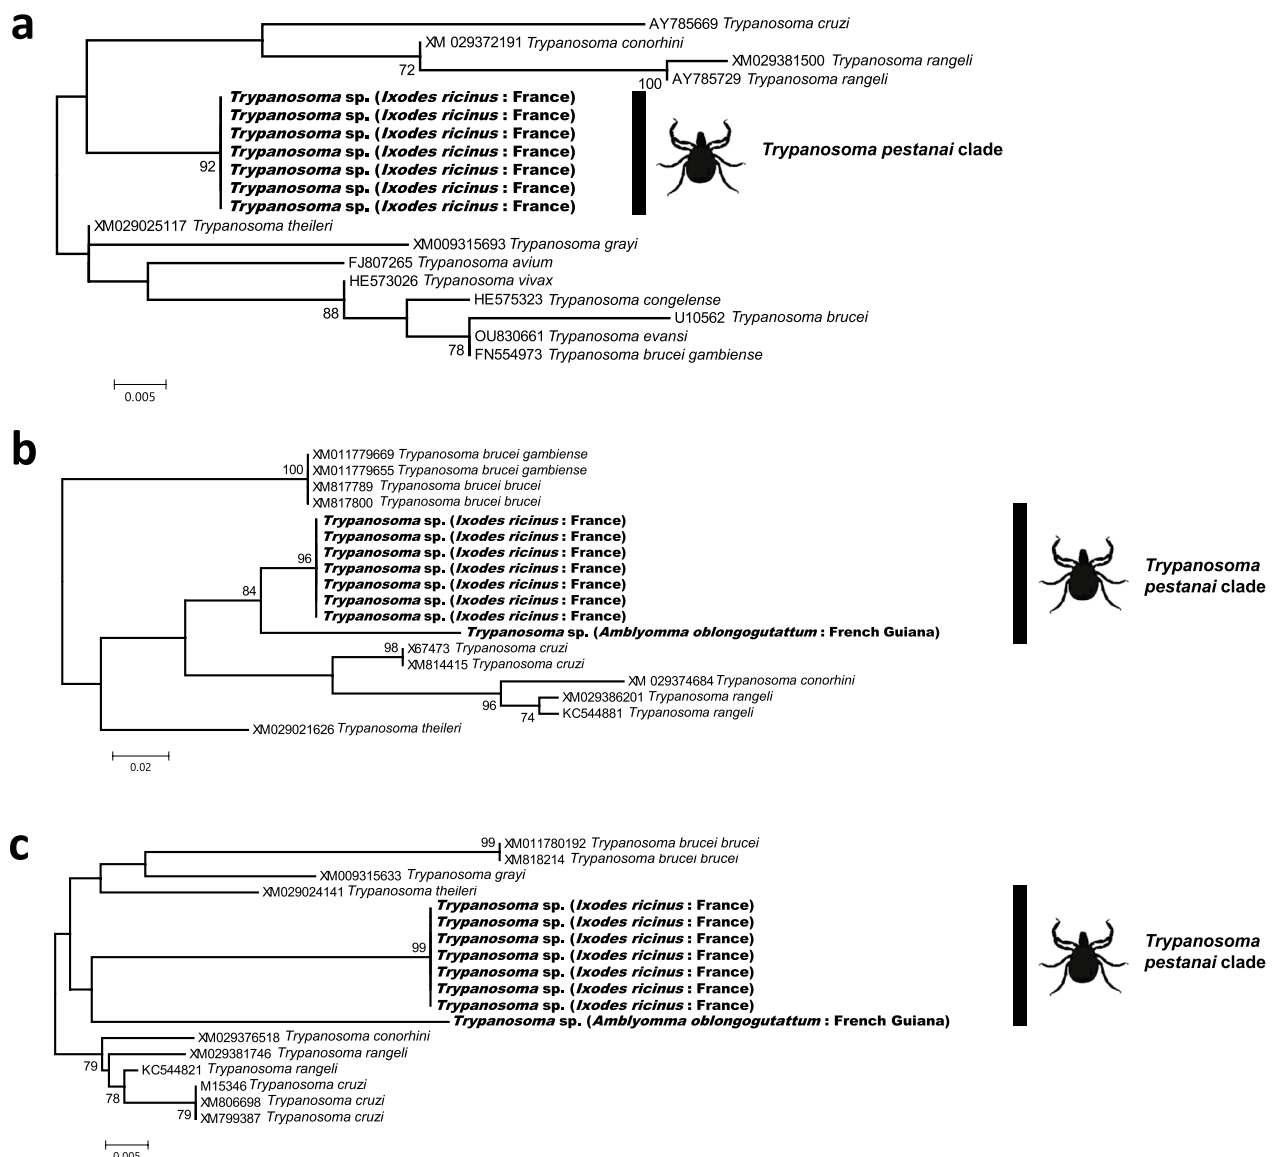 a
AY785669 Trypanosoma cruzi
XM 029372191 Trypanosoma conorhini
72
XM029381500 Trypanosoma rangeli
100 AY785729 Trypanosoma rangeli
Trypanosoma sp. (Ixodes ricinus : France)
Trypanosoma sp. (Ixodes ricinus : France)
Trypanosoma sp. (Ixodes ricinus : France)
Trypanosoma sp. (Ixodes ricinus : France)
92
Trypanosoma sp. (Ixodes ricinus : France)
Trypanosoma sp. (Ixodes ricinus : France)
Trypanosoma sp. (Ixodes ricinus : France)
Trypanosoma pestanai clade
XM029025117 Trypanosoma theileri
XM009315693 Trypanosoma grayi
FJ807265 Trypanosoma avium
HE573026 Trypanosoma vivax
88
HE575323 Trypanosoma congelense
U10562 Trypanosoma brucei
OU830661 Trypanosoma evansi
78 FN554973 Trypanosoma brucei gambiense
0.005
b
XM011779669 Trypanosoma brucei gambiense
100 XM011779655 Trypanosoma brucei gambiense
XM817789 Trypanosoma brucei brucei
XM817800 Trypanosoma brucei brucei
Trypanosoma sp. (Ixodes ricinus : France)
Trypanosoma sp. (Ixodes ricinus : France)
Trypanosoma sp. (Ixodes ricinus : France)
96 Trypanosoma sp. (Ixodes ricinus : France)
Trypanosoma sp. (Ixodes ricinus : France)
84
Trypanosoma sp. (Ixodes ricinus : France)
Trypanosoma sp. (Ixodes ricinus : France)
Trypanosoma sp. (Amblyomma oblongogutattum : French Guiana)
Trypanosoma
pestanai clade
98 X67473 Trypanosoma cruzi
XM814415 Trypanosoma cruzi
XM 029374684 Trypanosoma conorhini
96
XM029386201 Trypanosoma rangeli
74 KC544881 Trypanosoma rangeli
XM029021626 Trypanosoma theileri
0.02
c
99 XM011780192 Trypanosoma brucei brucei
XM818214 Trypanosoma brucei brucei
XM009315633 Trypanosoma grayi
XM029024141 Trypanosoma theileri
Trypanosoma sp. (Ixodes ricinus : France)
Trypanosoma sp. (Ixodes ricinus : France)
Trypanosoma sp. (Ixodes ricinus : France)
99 Trypanosoma sp. (Ixodes ricinus : France)
Trypanosoma sp. (Ixodes ricinus : France)
Trypanosoma sp. (Ixodes ricinus : France)
Trypanosoma sp. (Ixodes ricinus : France)
Trypanosoma sp. (Amblyomma oblongogutattum : French Guiana)
Trypanosoma
pestanai clade
XM029376518 Trypanosoma conorhini
XM029381746 Trypanosoma rangeli
79
KC544821 Trypanosoma rangeli
M15346 Trypanosoma cruzi
78
XM806698 Trypanosoma cruzi
79 XM799387 Trypanosoma cruzi
0.005